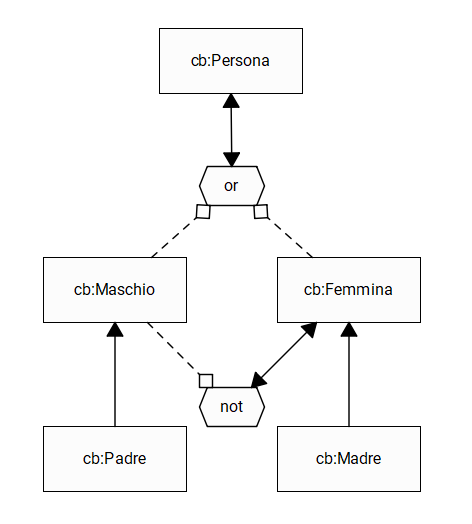 cb:Persona
or
cb:Maschio
cb:Femmina
not
cb:Padre
cb:Madre